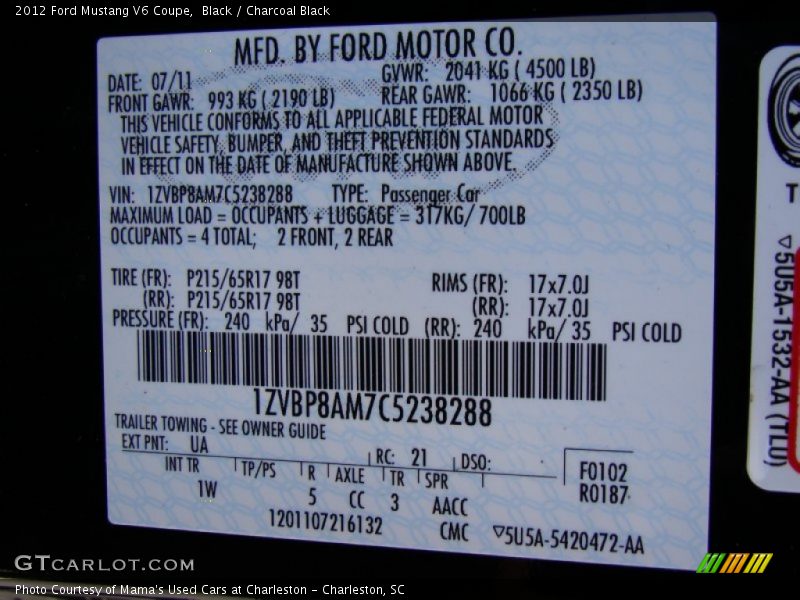 2012 Ford Mustang V6 Coupe,  Black / Charcoal Black
MFD. BY FORD MOTOR CO.
DATE: 07/11
GVWR: 2041 KG ( 4500 LB)
FRONT GAWR: 993 KG ( 2190 LB)
REAR GAWR: 1066 KG ( 2350 LB)
THIS VEHICLE CONFORMS TO ALL APPLICABLE FEDERAL MOTOR
VEHICLE SAFETY, BUMPER, AND THEFT PREVENTION STANDARDS
IN EFFECT ON THE DATE OF MANUFACTURE SHOWN ABOVE.
VIN: 1ZVBP8AM7C5238288 TYPE: Passenger Car
MAXIMUM LOAD = OCCUPANTS + LUGGAGE = 317KG/ 700LB
OCCUPANTS = 4 TOTAL; 2 FRONT, 2 REAR
TIRE (FR): P215/65R17 98T RIMS (FR): 17x7.0J
(RR): P215/65R17 98T (RR): 17x7.0J
PRESSURE (FR): 240 kPa/ 35 PSI COLD (RR): 240 kPa/ 35 PSI COLD
1ZVBP8AM7C5238288
TRAILER TOWING - SEE OWNER GUIDE
EXT PNT: UA RC: 21 DSO:
INT TR TP/PS R AXLE TR SPR
F0102
1W 5 CC 3 AACC
R0187
1201107216132 CMC ▽5U5A-5420472-AA
T
▽5U5A-1532-AA (TLU)
GTCARLOT.COM
Photo Courtesy of Mama's Used Cars at Charleston - Charleston, SC